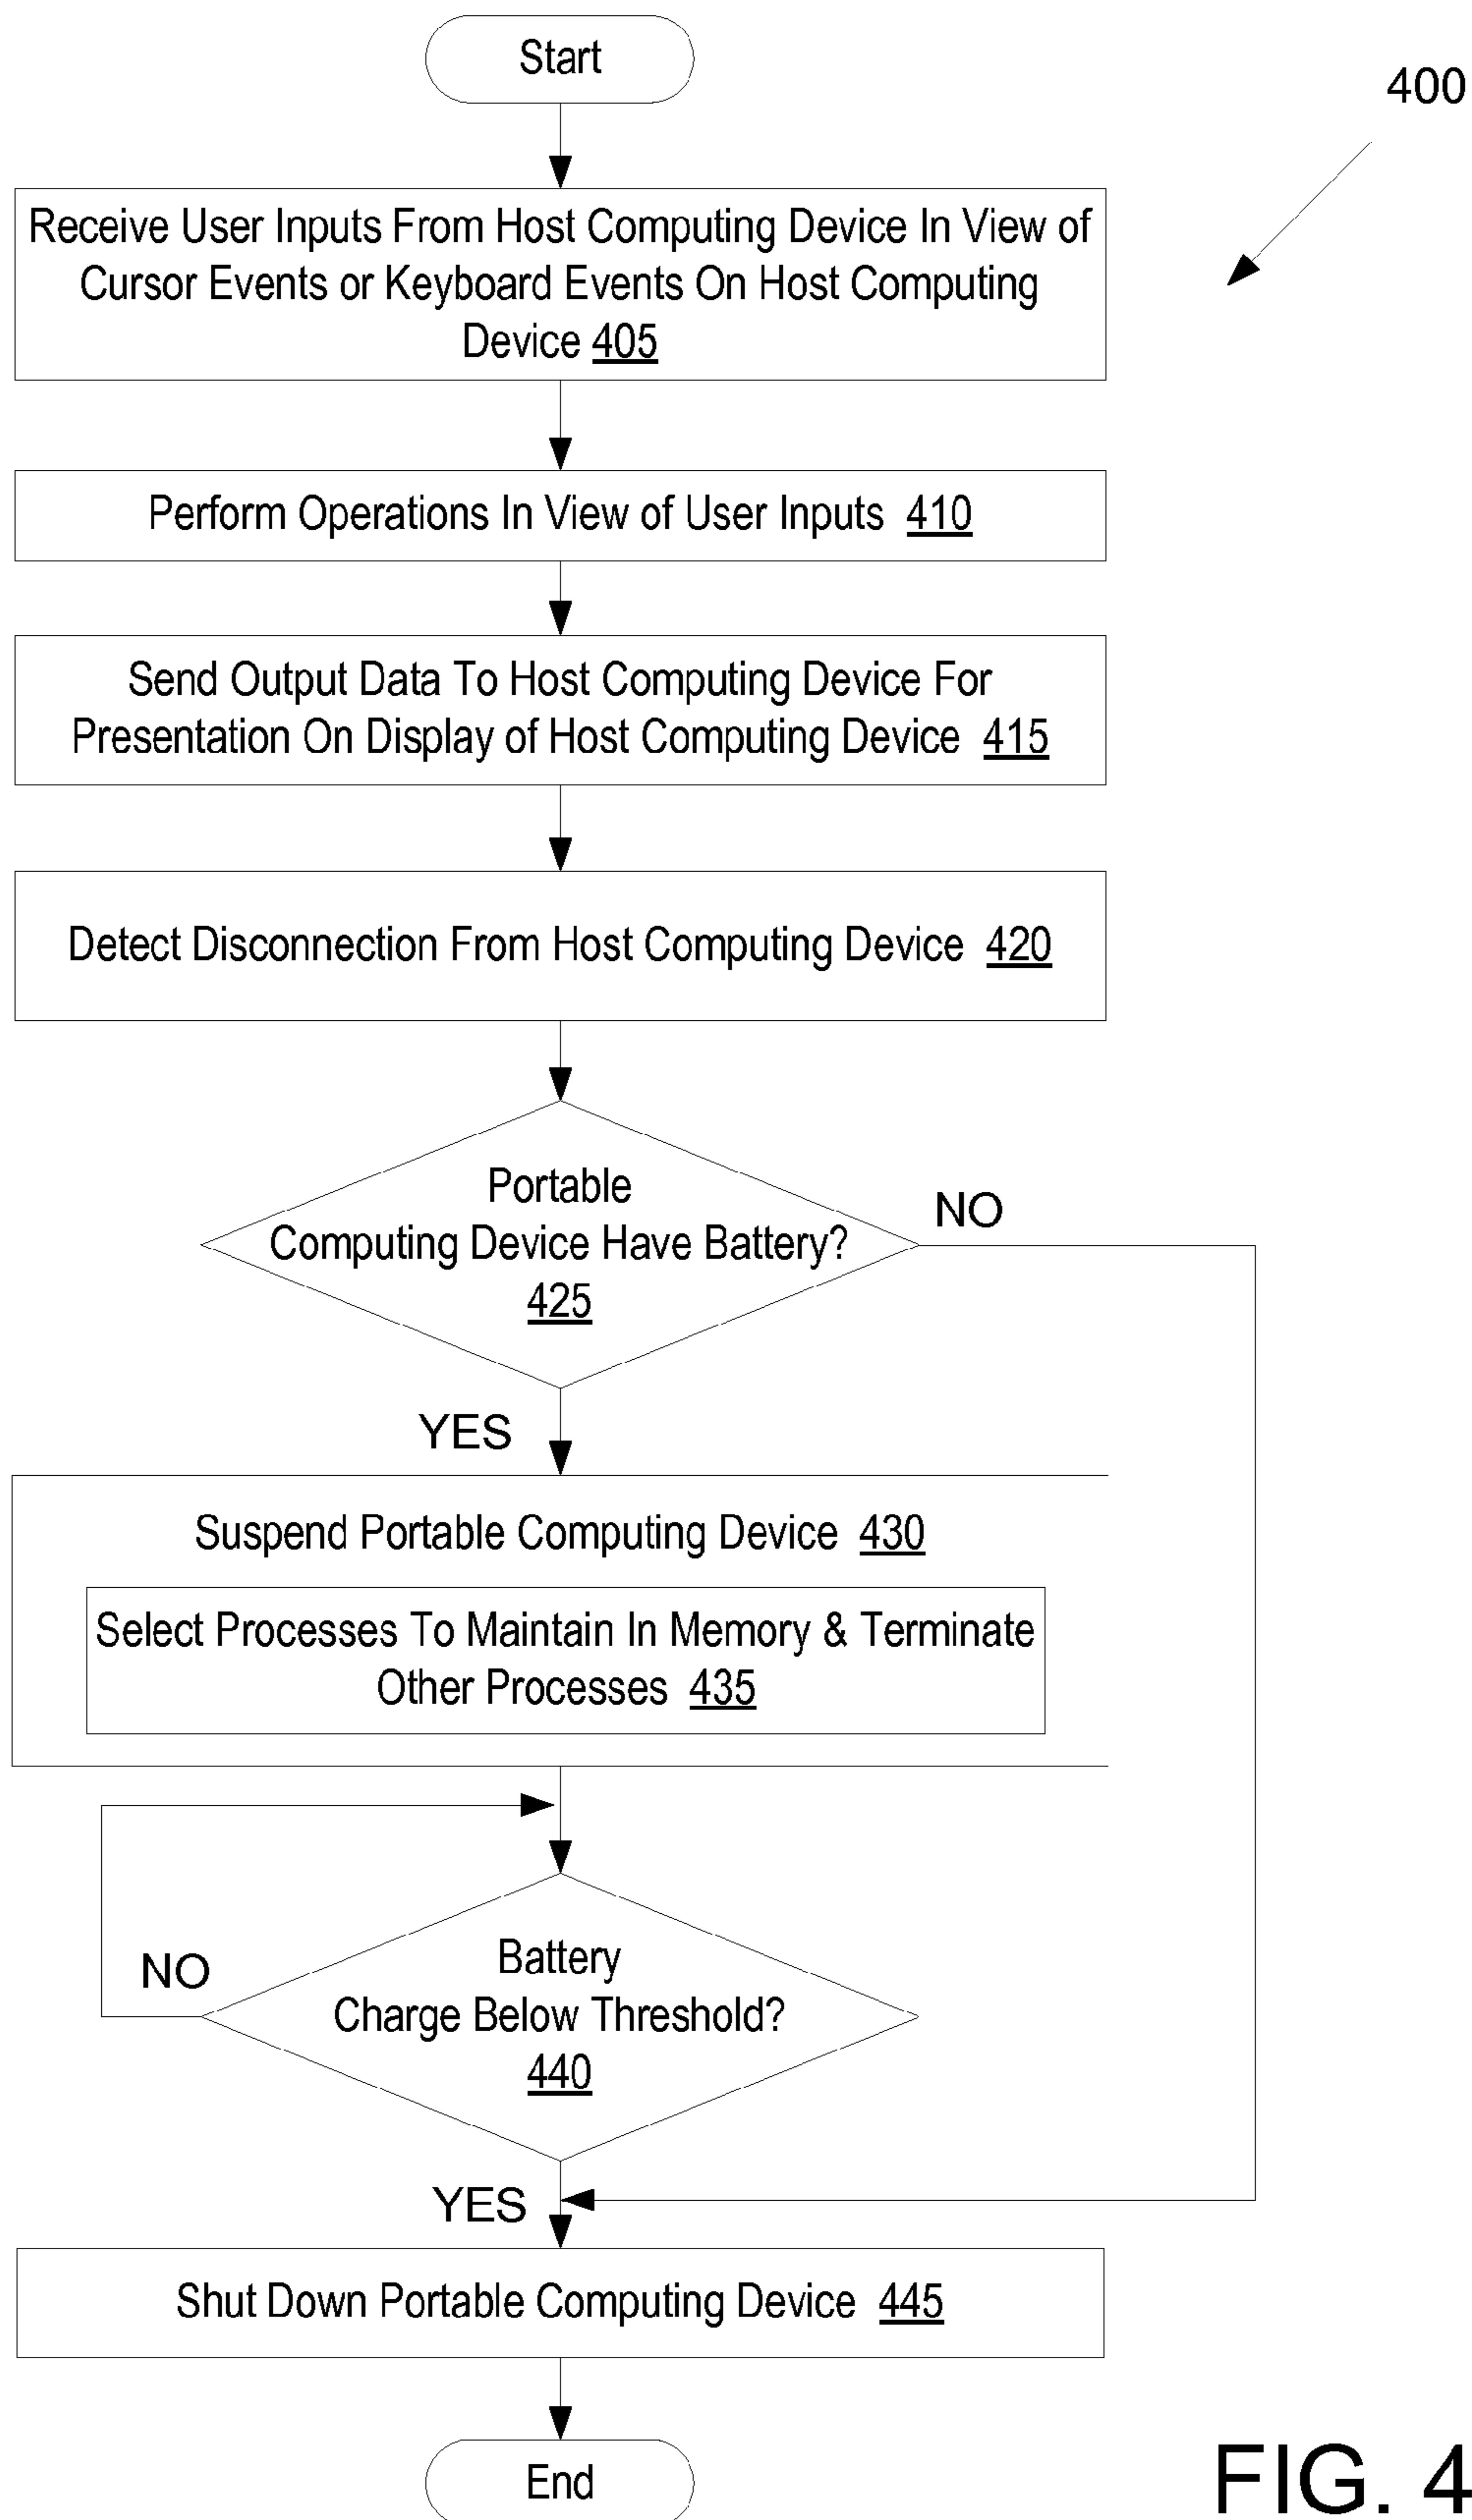 Start
400
Receive User Inputs From Host Computing Device In View of
Cursor Events or Keyboard Events On Host Computing
Device 405
Perform Operations In View of User Inputs 410
Send Output Data To Host Computing Device For
Presentation On Display of Host Computing Device 415
Detect Disconnection From Host Computing Device 420
Portable
Computing Device Have Battery?
425
NO
YES
Suspend Portable Computing Device 430
Select Processes To Maintain In Memory & Terminate
Other Processes 435
Battery
Charge Below Threshold?
440
NO
YES
Shut Down Portable Computing Device 445
End
FIG. 4